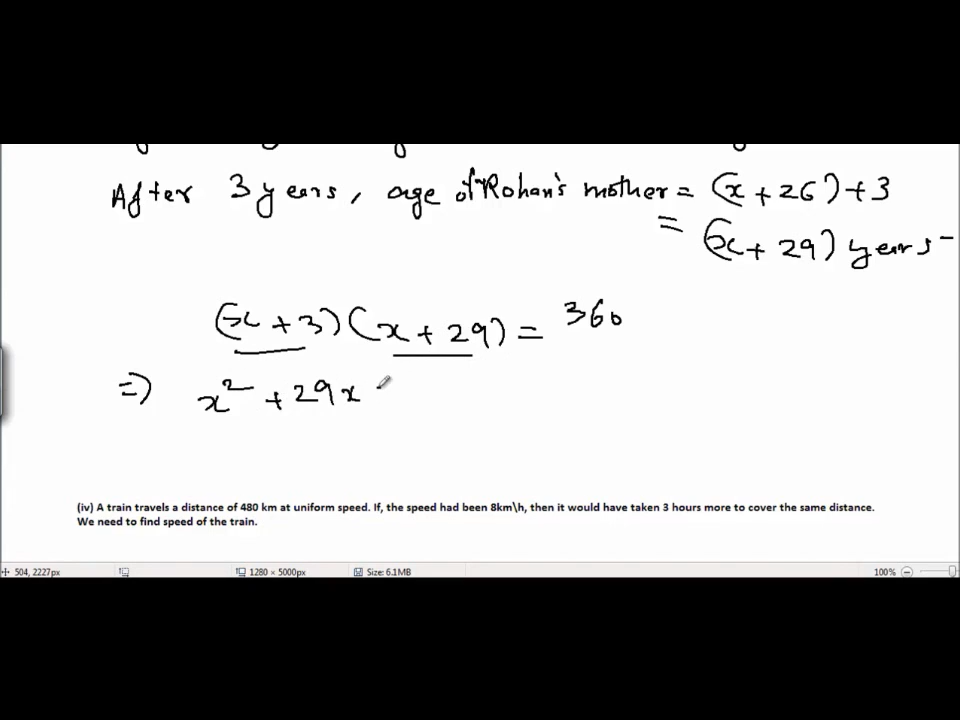 After 3 years, age of Rohan's mother = (x + 26) + 3
= (x + 29) years
(x + 3) (x + 29) = 360
=> x² + 29x
(iv) A train travels a distance of 480 km at uniform speed. If, the speed had been 8km\h, then it would have taken 3 hours more to cover the same distance.
We need to find speed of the train.
504, 2227px 1280 × 5000px Size: 6.1MB 100%